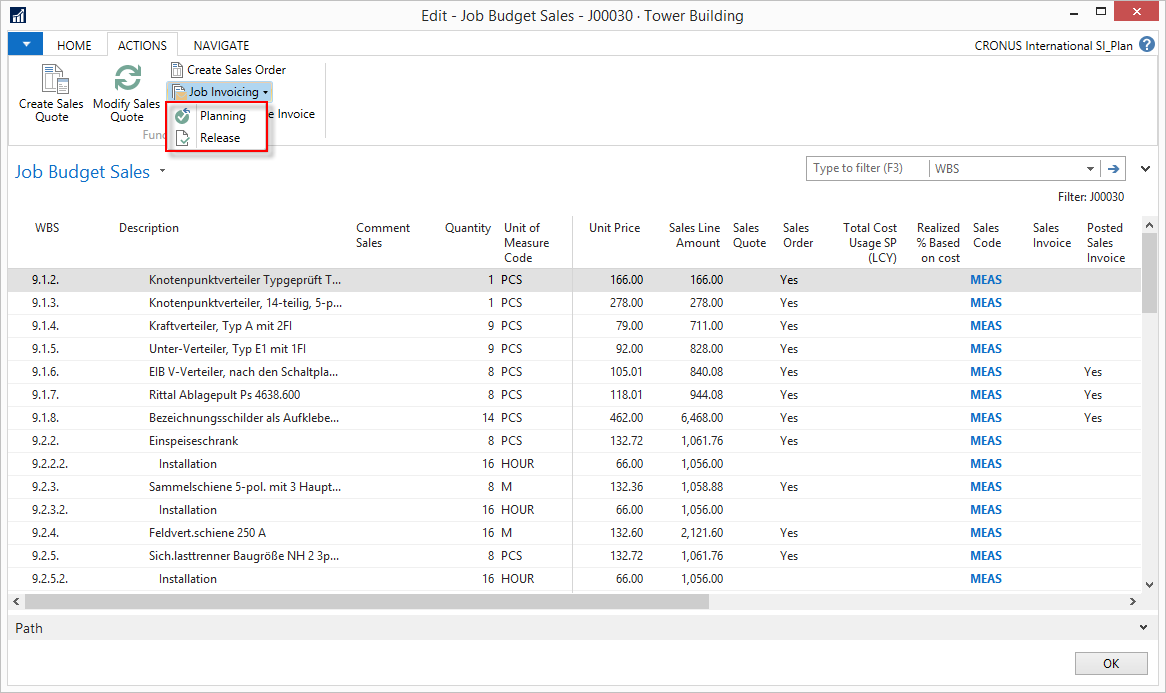 Edit - Job Budget Sales - J00030 · Tower Building
HOME ACTIONS NAVIGATE CRONUS International SI_Plan ?
Create Sales Quote
Modify Sales Quote
Create Sales Order
Job Invoicing
Planning
Release
e Invoice
Func
Job Budget Sales
Type to filter (F3) WBS
Filter: J00030
WBS Description Comment Sales Quantity Unit of Measure Code Unit Price Sales Line Amount Sales Quote Sales Order Total Cost Usage SP (LCY) Realized % Based on cost Sales Code Sales Invoice Posted Sales Invoice
9.1.2. Knotenpunktverteiler Typgeprüft T... 1 PCS 166.00 166.00 Yes MEAS
9.1.3. Knotenpunktverteiler, 14-teilig, 5-p... 1 PCS 278.00 278.00 Yes MEAS
9.1.4. Kraftverteiler, Typ A mit 2FI 9 PCS 79.00 711.00 Yes MEAS
9.1.5. Unter-Verteiler, Typ E1 mit 1FI 9 PCS 92.00 828.00 Yes MEAS
9.1.6. EIB V-Verteiler, nach den Schaltpla... 8 PCS 105.01 840.08 Yes MEAS Yes
9.1.7. Rittal Ablagepult Ps 4638.600 8 PCS 118.01 944.08 Yes MEAS Yes
9.1.8. Bezeichnungsschilder als Aufklebe... 14 PCS 462.00 6,468.00 Yes MEAS Yes
9.2.2. Einspeiseschrank 8 PCS 132.72 1,061.76 Yes MEAS
9.2.2.2. Installation 16 HOUR 66.00 1,056.00 MEAS
9.2.3. Sammelschiene 5-pol. mit 3 Haupt... 8 M 132.36 1,058.88 Yes MEAS
9.2.3.2. Installation 16 HOUR 66.00 1,056.00 MEAS
9.2.4. Feldvert.schiene 250 A 16 M 132.60 2,121.60 Yes MEAS
9.2.5. Sich.lasttrenner Baugröße NH 2 3p... 8 PCS 132.72 1,061.76 Yes MEAS
9.2.5.2. Installation 16 HOUR 66.00 1,056.00 MEAS
Path
OK